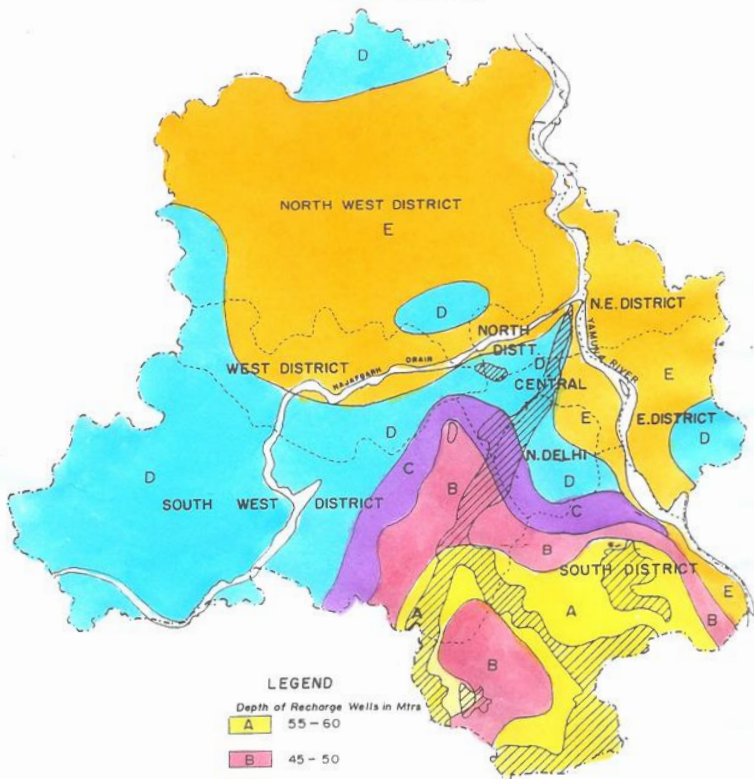 D
NORTH WEST DISTRICT
E
D
N.E. DISTRICT
NORTH
DISTT.
D
YAMUNA RIVER
WEST DISTRICT
NAJAFGARH DRAIN
CENTRAL
E
E
E. DISTRICT
D
D
N. DELHI
D
C
B
D
SOUTH WEST DISTRICT
C
B
SOUTH DISTRICT
E
A
A
B
B
LEGEND
Depth of Recharge Wells in Mtrs
A 55-60
B 45-50